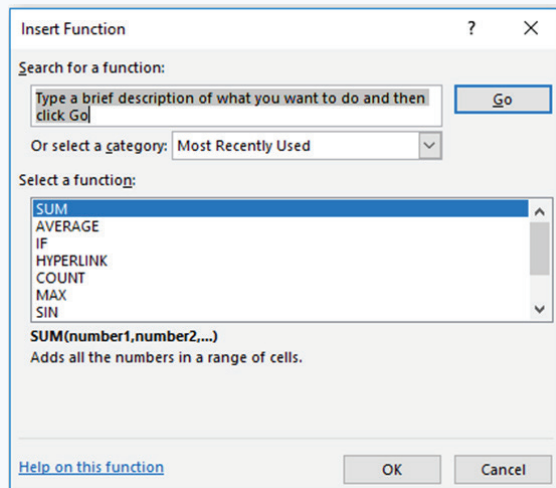 Insert Function
?
Search for a function:
Type a brief description of what you want to do and then
click Go
Go
Or select a category: Most Recently Used
Select a function:
SUM
AVERAGE
IF
HYPERLINK
COUNT
MAX
SIN
SUM(number1,number2,...)
Adds all the numbers in a range of cells.
Help on this function
OK
Cancel